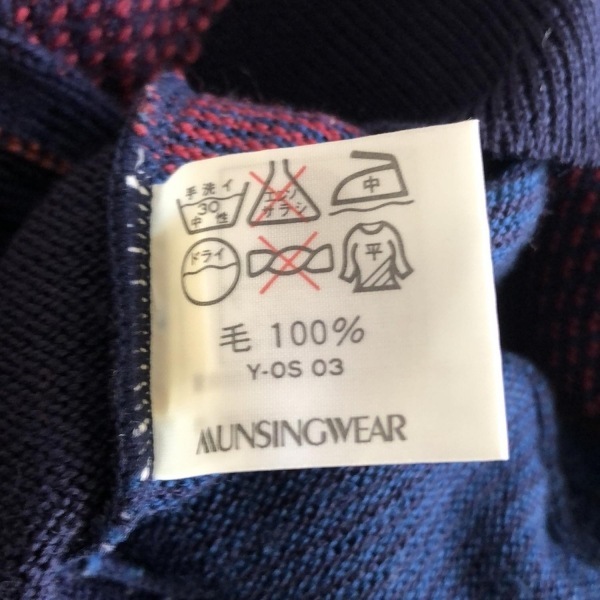 手洗イ
30
中性
エンソ
サラシ
中
ドライ
平
毛 100%
Y-OS 03
MUNSINGWEAR